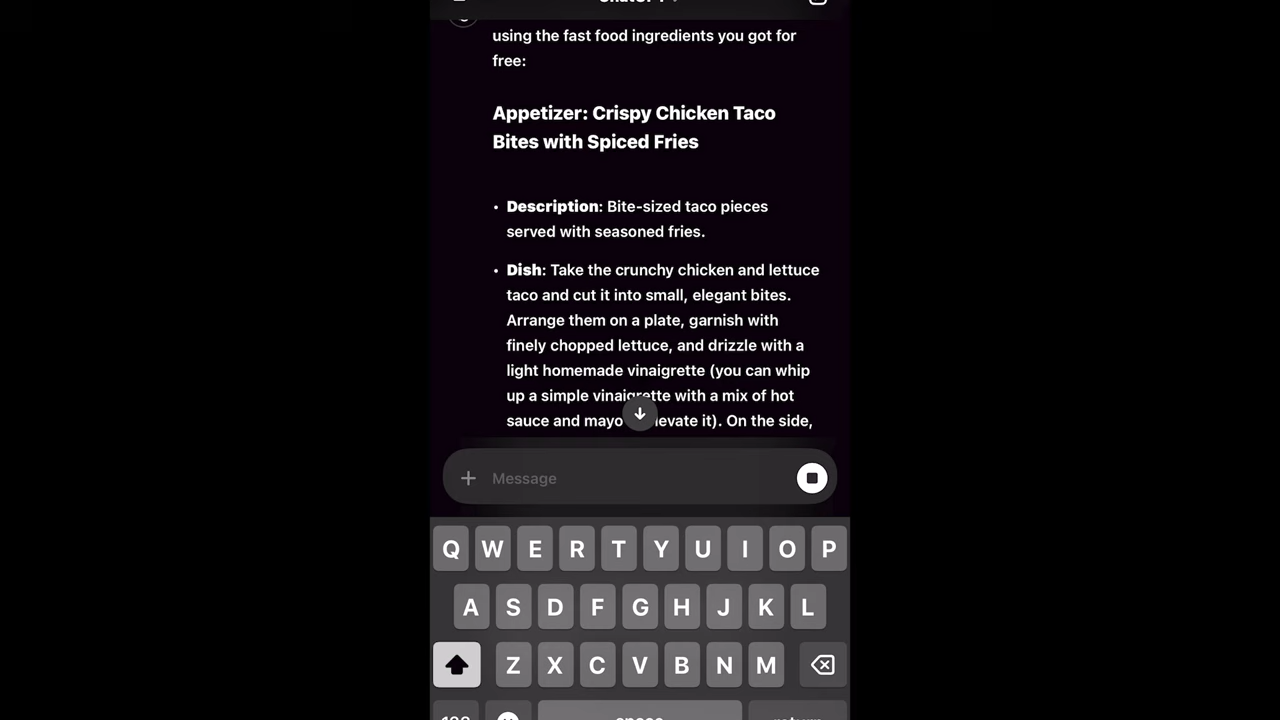 using the fast food ingredients you got for
free:
Appetizer: Crispy Chicken Taco
Bites with Spiced Fries
• Description: Bite-sized taco pieces
served with seasoned fries.
• Dish: Take the crunchy chicken and lettuce
taco and cut it into small, elegant bites.
Arrange them on a plate, garnish with
finely chopped lettuce, and drizzle with a
light homemade vinaigrette (you can whip
up a simple vinaigrette with a mix of hot
sauce and mayo levate it). On the side,
Message
Q W E R T Y U I O P
A S D F G H J K L
Z X C V B N M